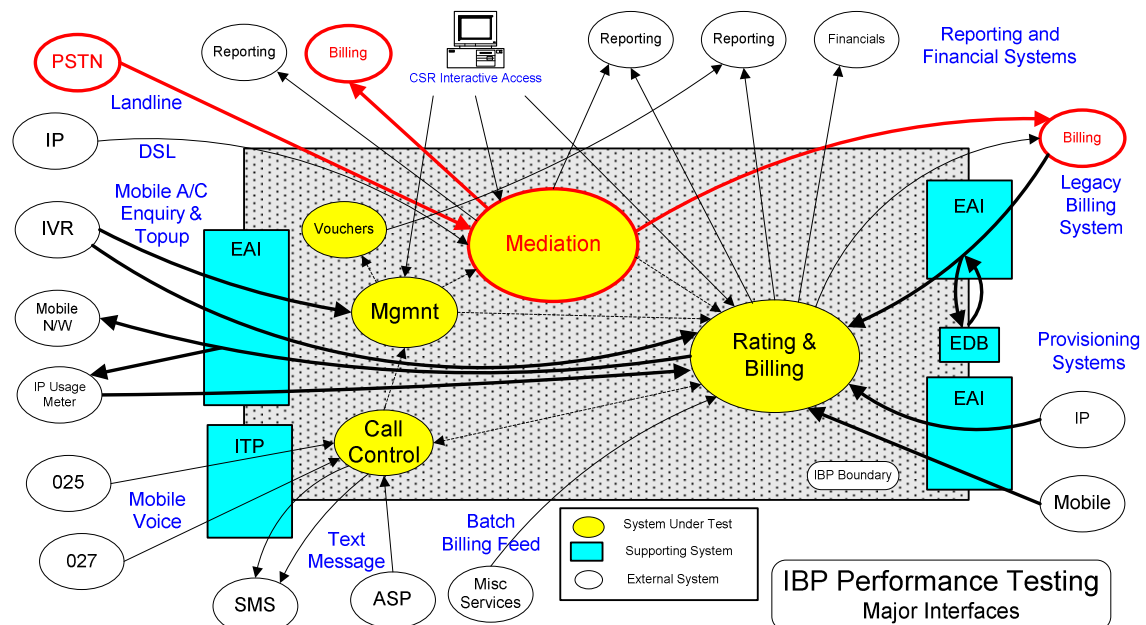 PSTN
Reporting
Billing
CSR Interactive Access
Reporting
Reporting
Financials
Reporting and
Financial Systems
Landline
IP
DSL
Billing
Mobile A/C
Enquiry &
Topup
Legacy
Billing
System
IVR
EAI
Vouchers
Mediation
EAI
Mobile
N/W
Mgmnt
Rating &
Billing
EDB
Provisioning
Systems
IP Usage
Meter
EAI
IP
ITP
Call
Control
025
IBP Boundary
Mobile
Mobile
Voice
027
Text
Message
Batch
Billing Feed
System Under Test
Supporting System
External System
SMS
ASP
Misc
Services
IBP Performance Testing
Major Interfaces